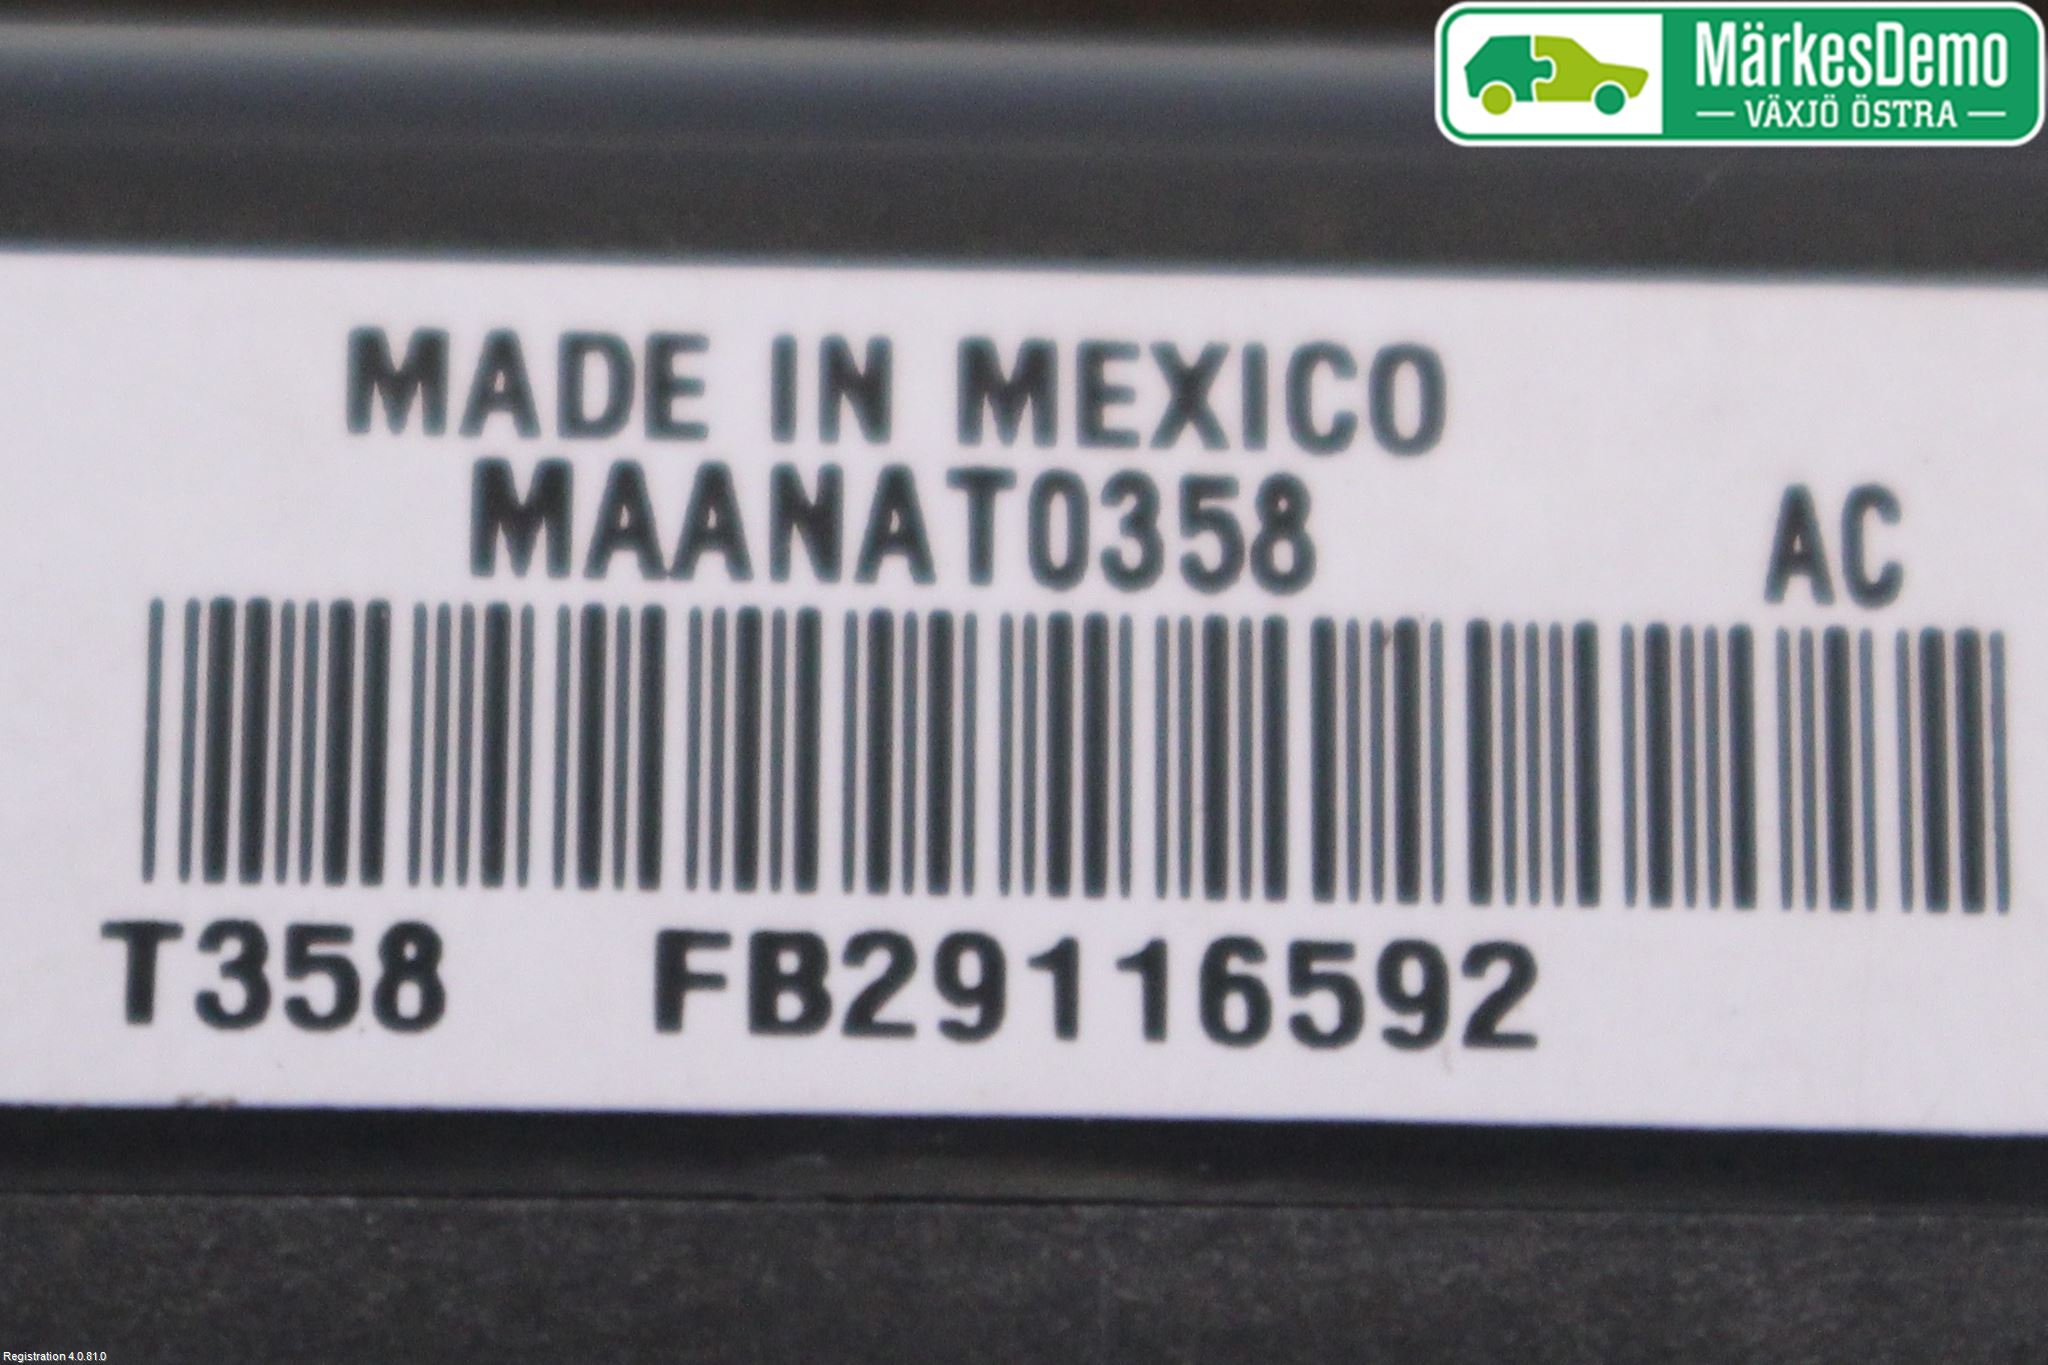 MärkesDemo
VÄXJÖ ÖSTRA
MADE IN MEXICO
MAANAT0358 AC
T358 FB29116592
Registration 4.0.81.0